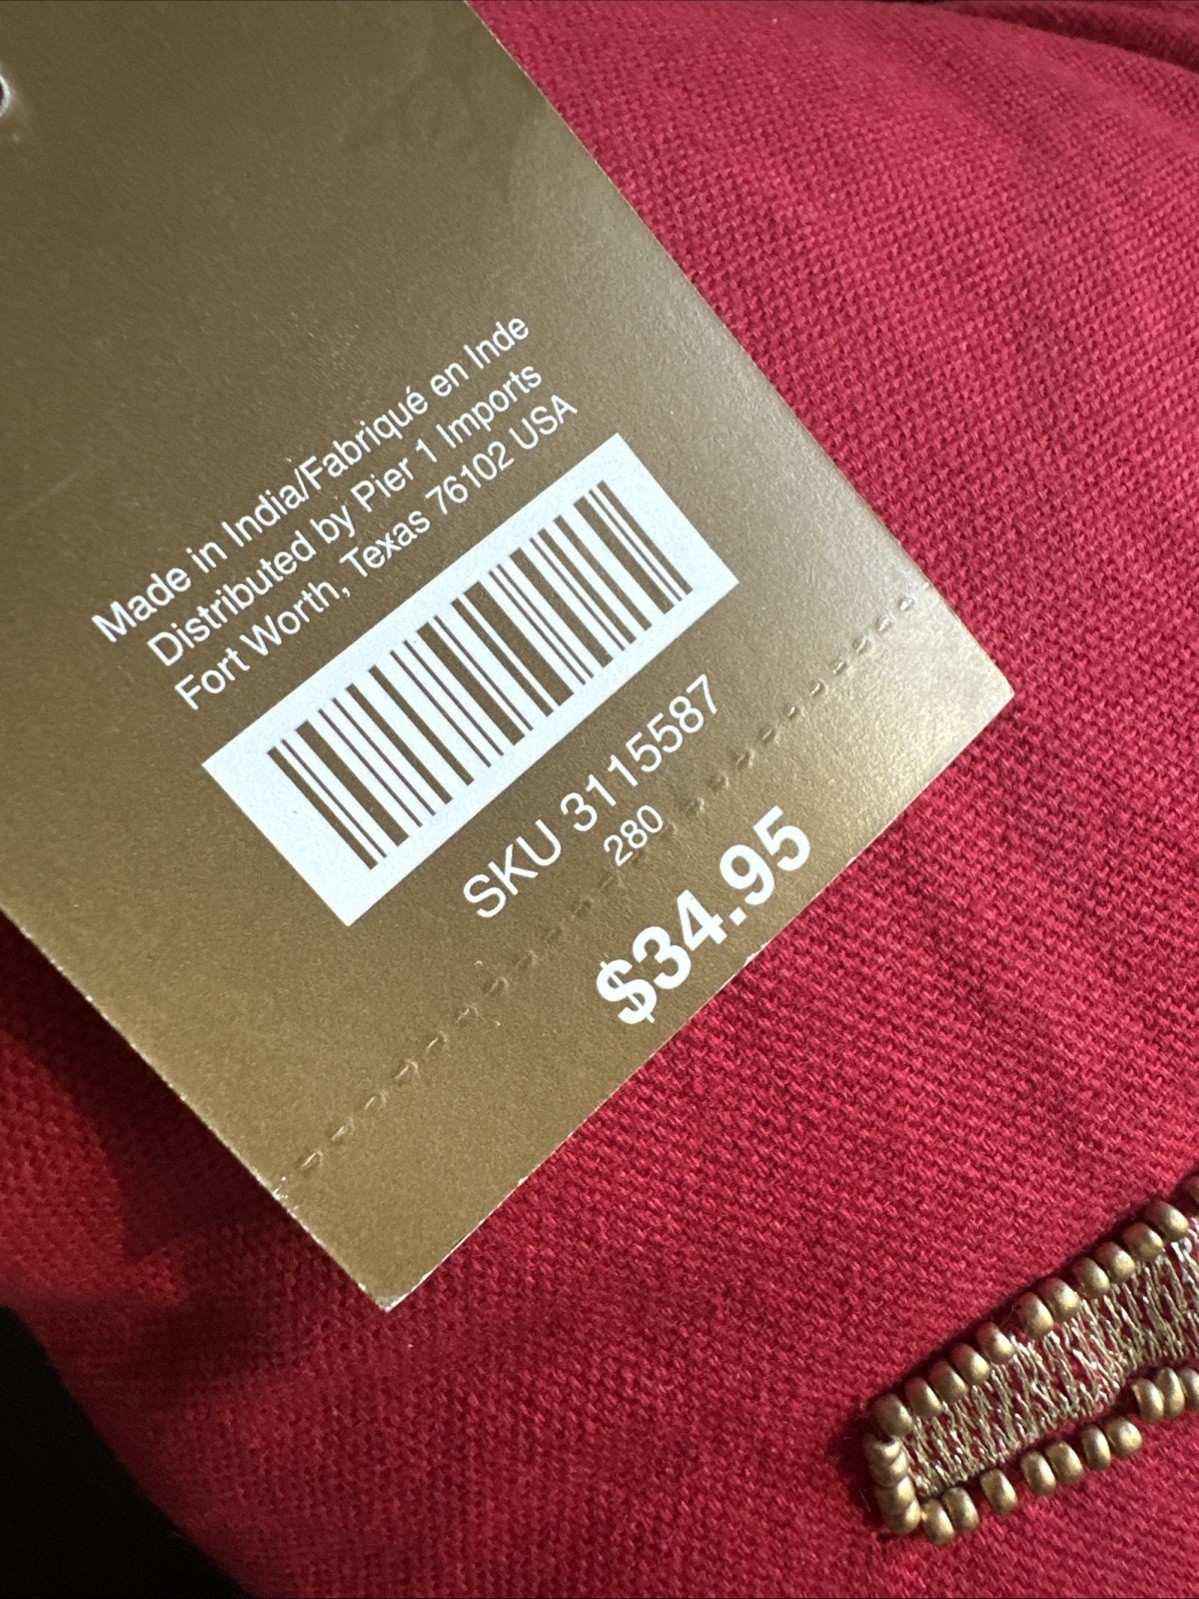 Made in India/Fabriqué en Inde
Distributed by Pier 1 Imports
Fort Worth, Texas 76102 USA
SKU 3115587
280
$34.95